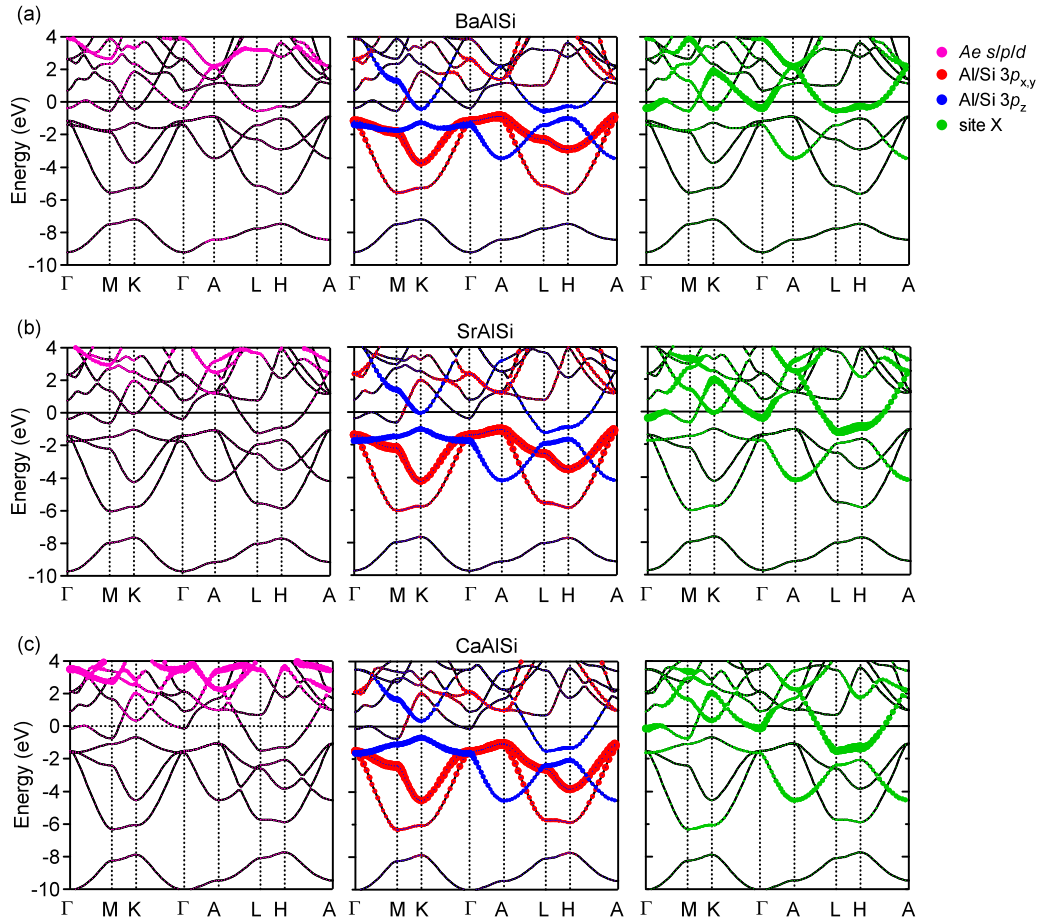 (a)
BaAlSi
Energy (eV)
4
2
0
-2
-4
-6
-8
-10
Γ M K Γ A L H A
Γ M K Γ A L H A
Γ M K Γ A L H A
Ae s/p/d
Al/Si 3px,y
Al/Si 3pz
site X
(b)
SrAlSi
Energy (eV)
4
2
0
-2
-4
-6
-8
-10
Γ M K Γ A L H A
Γ M K Γ A L H A
Γ M K Γ A L H A
(c)
CaAlSi
Energy (eV)
4
2
0
-2
-4
-6
-8
-10
Γ M K Γ A L H A
Γ M K Γ A L H A
Γ M K Γ A L H A